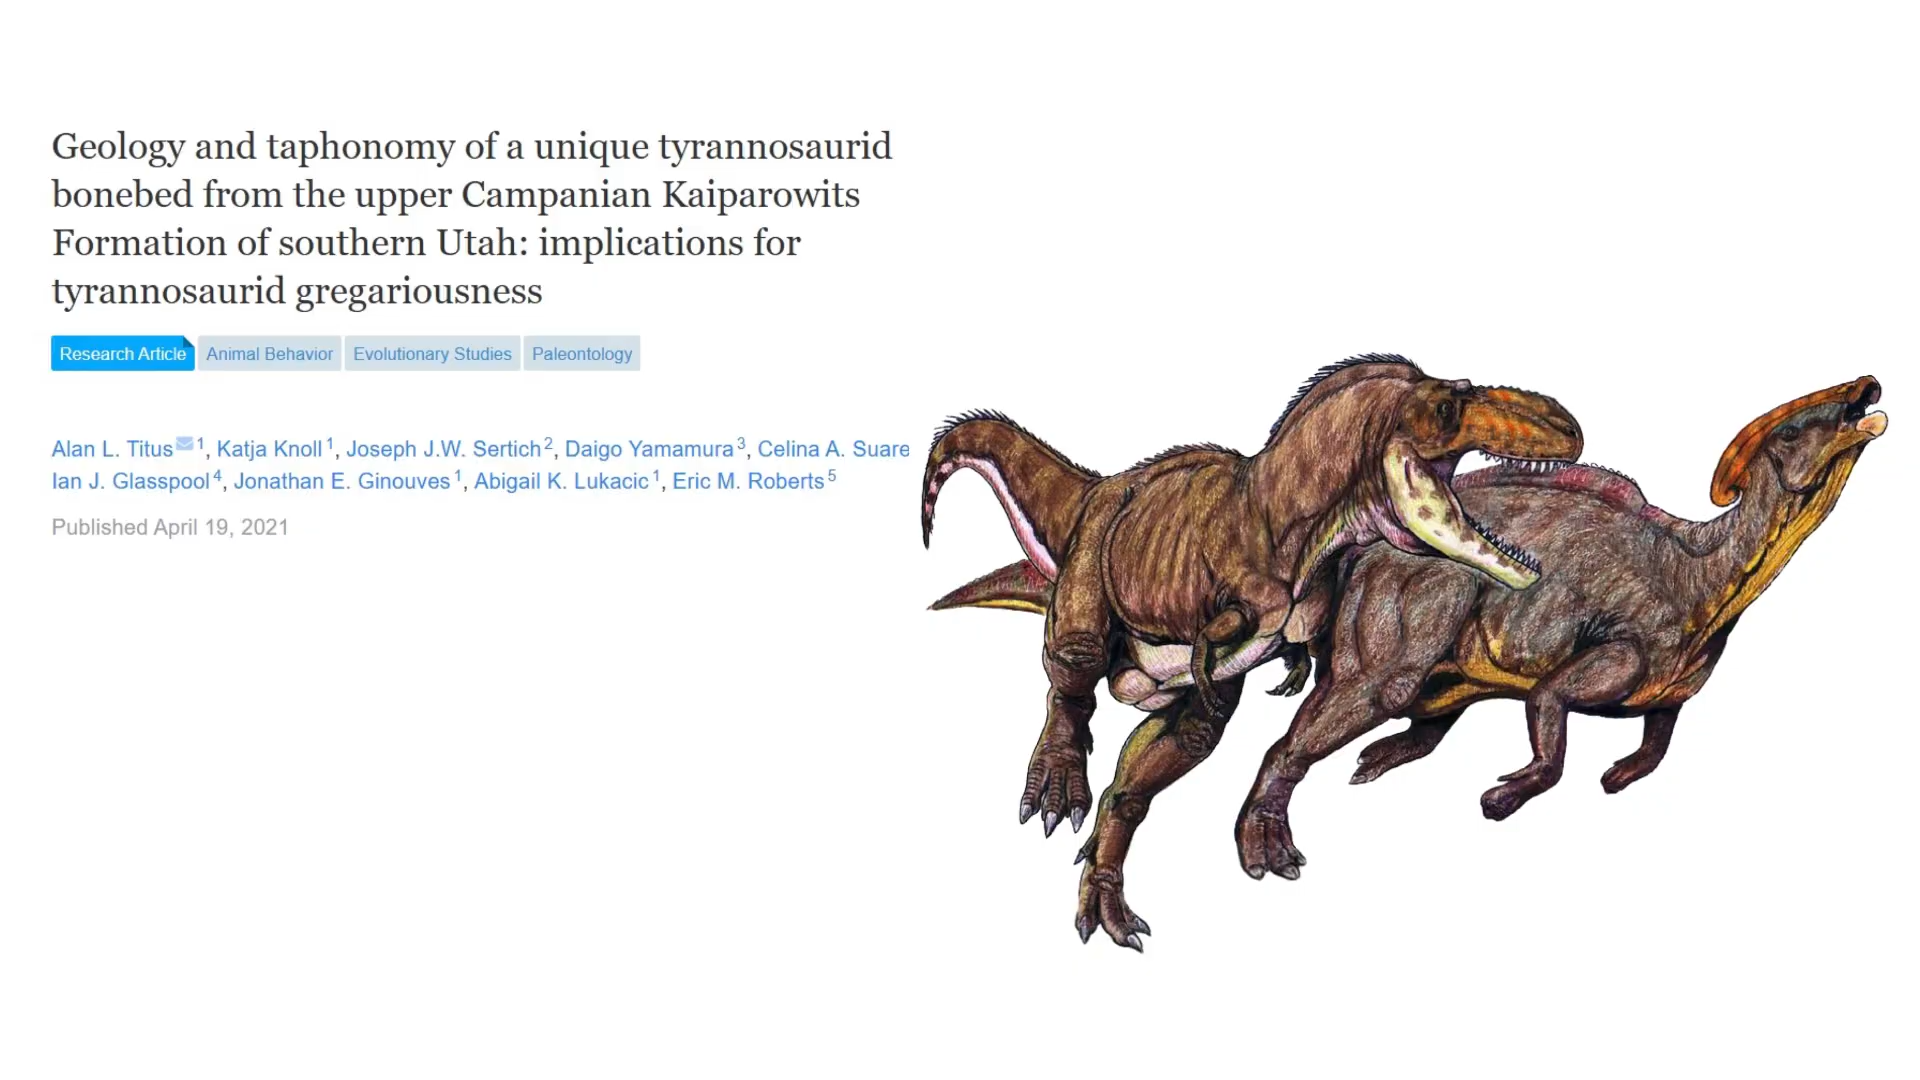 Geology and taphonomy of a unique tyrannosaurid
bonebed from the upper Campanian Kaiparowits
Formation of southern Utah: implications for
tyrannosaurid gregariousness
Research Article Animal Behavior Evolutionary Studies Paleontology
Alan L. Titus 1, Katja Knoll 1, Joseph J.W. Sertich 2, Daigo Yamamura 3, Celina A. Suare
Ian J. Glasspool 4, Jonathan E. Ginouves 1, Abigail K. Lukacic 1, Eric M. Roberts 5
Published April 19, 2021